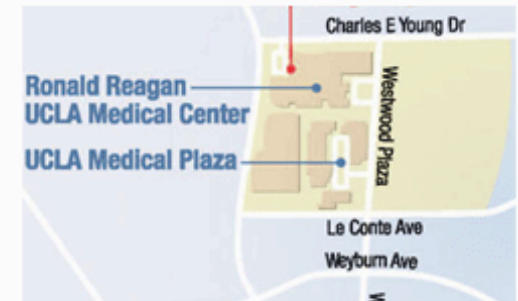 Charles E Young Dr
Ronald Reagan
UCLA Medical Center
Westwood Plaza
UCLA Medical Plaza
Le Conte Ave
Weyburn Ave
W